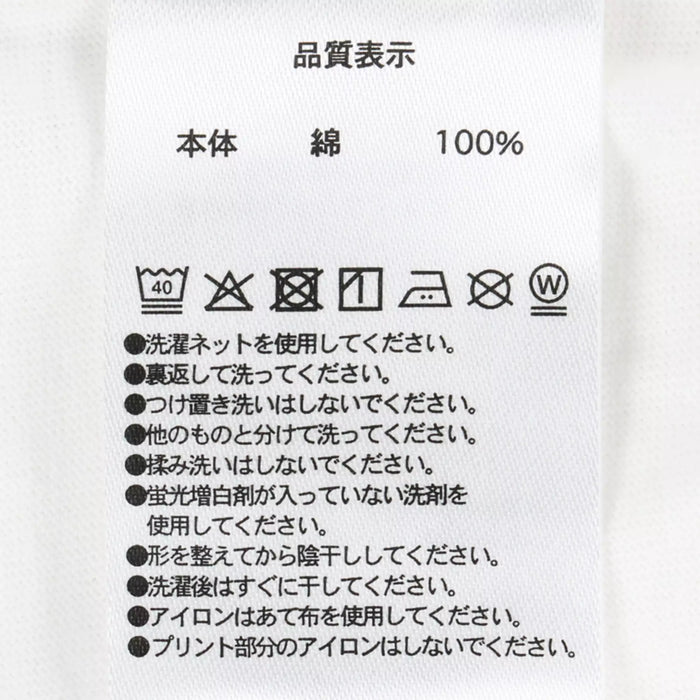 品質表示
本体 綿 100%
40 W
●洗濯ネットを使用してください。
●裏返して洗ってください。
●つけ置き洗いはしないでください。
●他のものと分けて洗ってください。
●揉み洗いはしないでください。
●蛍光増白剤が入っていない洗剤を
使用してください。
●形を整えてから陰干ししてください。
●洗濯後はすぐに干してください。
●アイロンはあて布を使用してください。
●プリント部分のアイロンはしないでください。